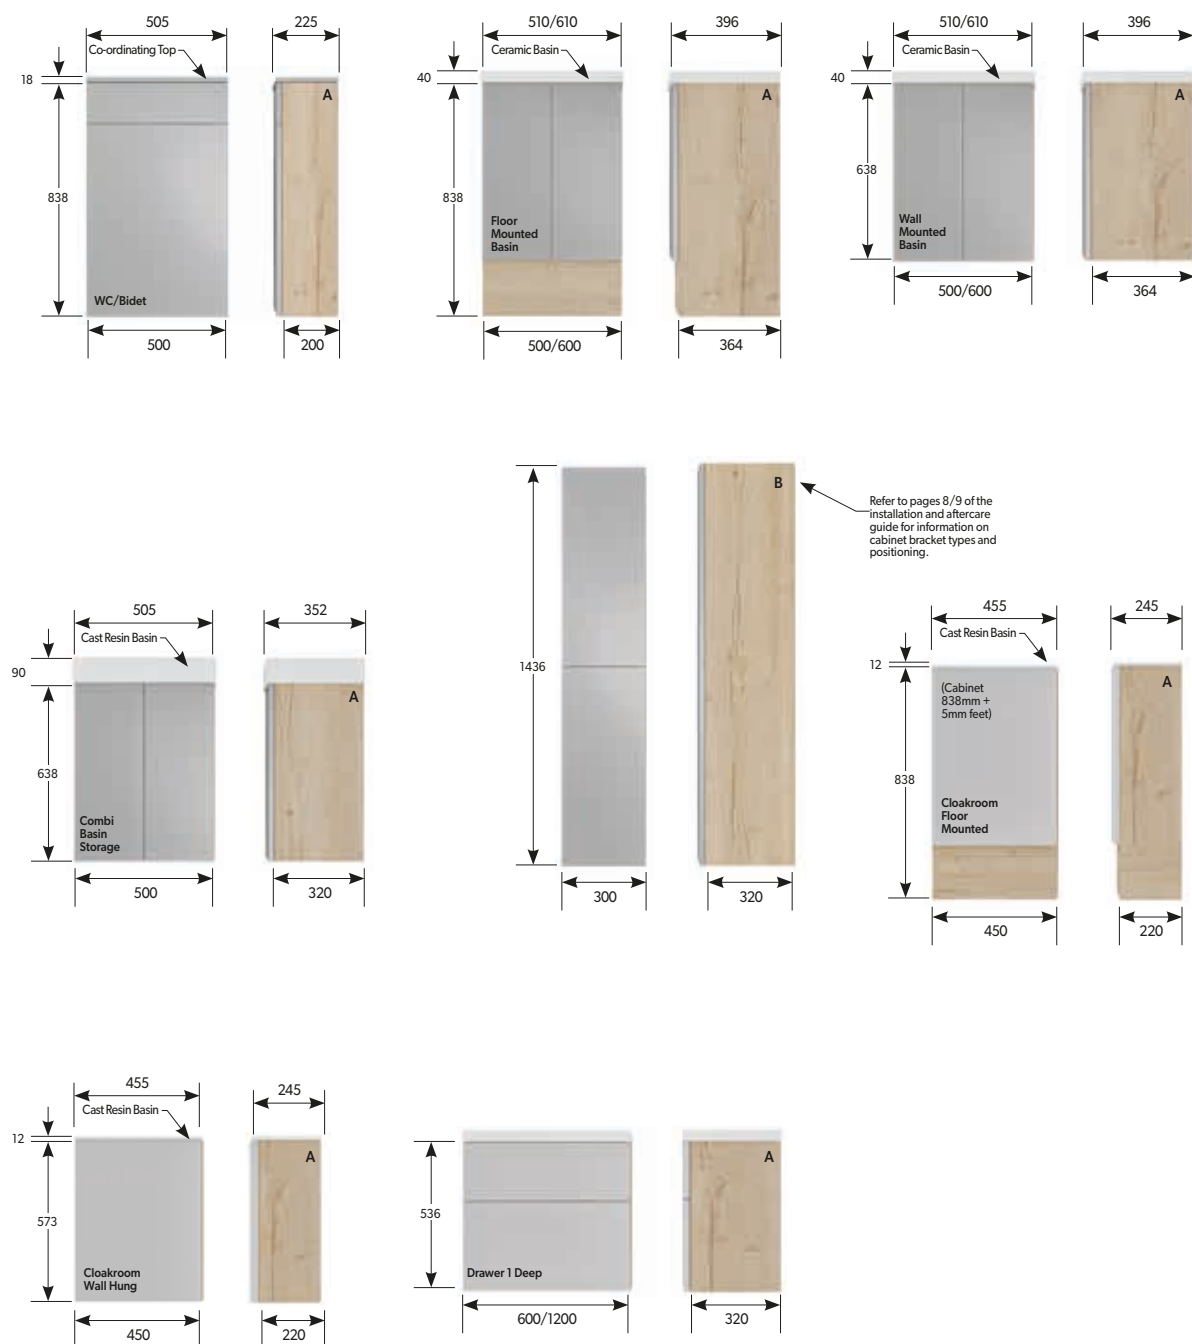 505
225
Co-ordinating Top
18
A
838
WC/Bidet
500
200
510/610
396
Ceramic Basin
40
A
838
Floor
Mounted
Basin
500/600
364
510/610
396
Ceramic Basin
40
A
638
Wall
Mounted
Basin
500/600
364
505
352
Cast Resin Basin
90
A
638
Combi
Basin
Storage
500
320
B
1436
300
320
Refer to pages 8/9 of the
installation and aftercare
guide for information on
cabinet bracket types and
positioning.
455
245
Cast Resin Basin
12
A
(Cabinet
838mm +
5mm feet)
838
Cloakroom
Floor
Mounted
450
220
455
245
Cast Resin Basin
12
A
573
Cloakroom
Wall Hung
450
220
A
536
Drawer 1 Deep
600/1200
320